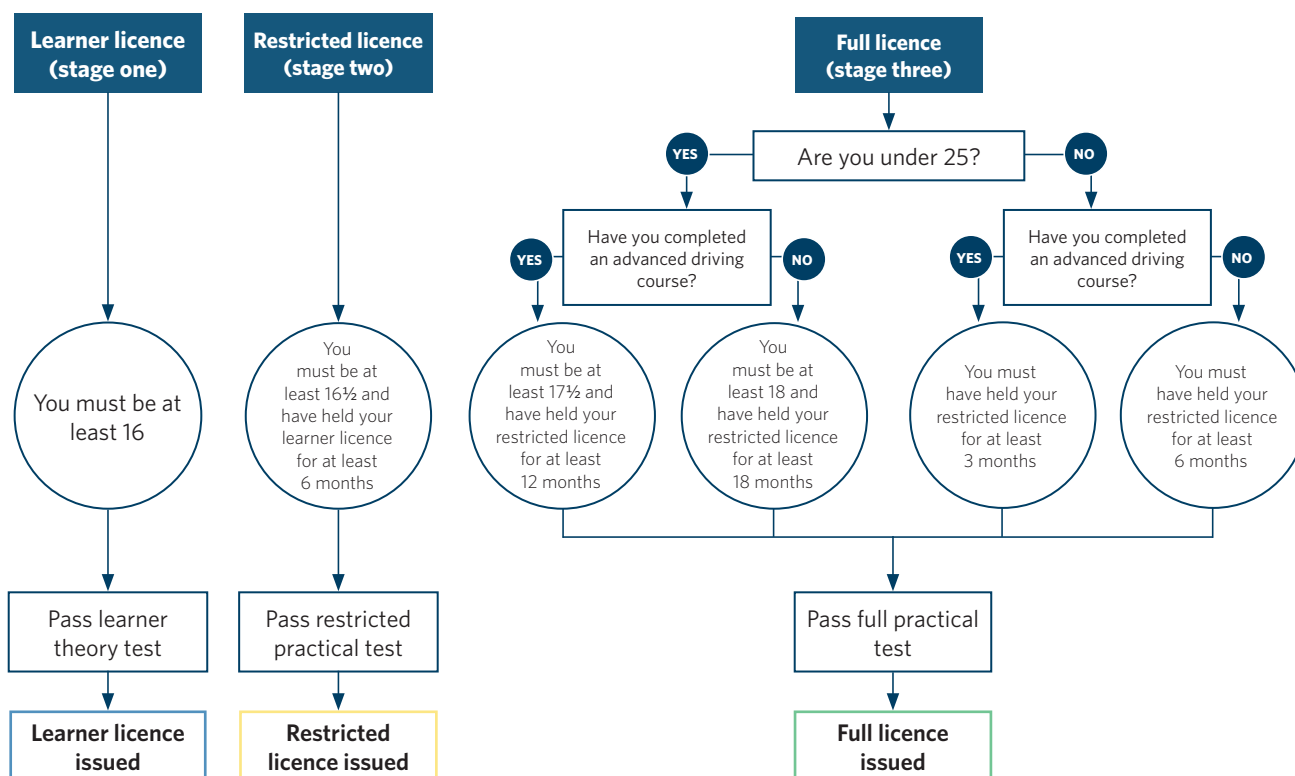 Learner licence
(stage one)
You must be at
least 16
Pass learner
theory test
Learner licence
issued
Restricted licence
(stage two)
You
must be at
least 16½ and
have held your
learner licence
for at least
6 months
Pass restricted
practical test
Restricted
licence issued
Full licence
(stage three)
Are you under 25?
YES
NO
Have you completed
an advanced driving
course?
YES
NO
Have you completed
an advanced driving
course?
YES
NO
You
must be at
least 17½ and
have held your
restricted licence
for at least
12 months
You
must be at
least 18 and
have held your
restricted licence
for at least
18 months
You must
have held your
restricted licence
for at least
3 months
You must
have held your
restricted licence
for at least
6 months
Pass full practical
test
Full licence
issued